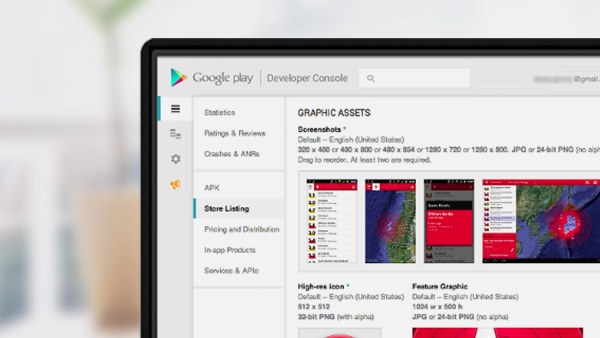 Google play | Developer Console
@gmail.
Statistics
Ratings & Reviews
Crashes & ANRs
APK
Store Listing
Pricing and Distribution
In-app Products
Services & APIs
GRAPHIC ASSETS
Screenshots *
Default – English (United States)
320 x 480 or 480 x 800 or 480 x 854 or 1280 x 720 or 1280 x 800. JPG or 24-bit PNG (no alpha
Drag to reorder. At least two are required.
High-res icon *
Default – English (United States)
512 x 512
32-bit PNG (with alpha)
Feature Graphic
Default – English (United States)
1024 w x 500 h
JPG or 24-bit PNG (no alpha)